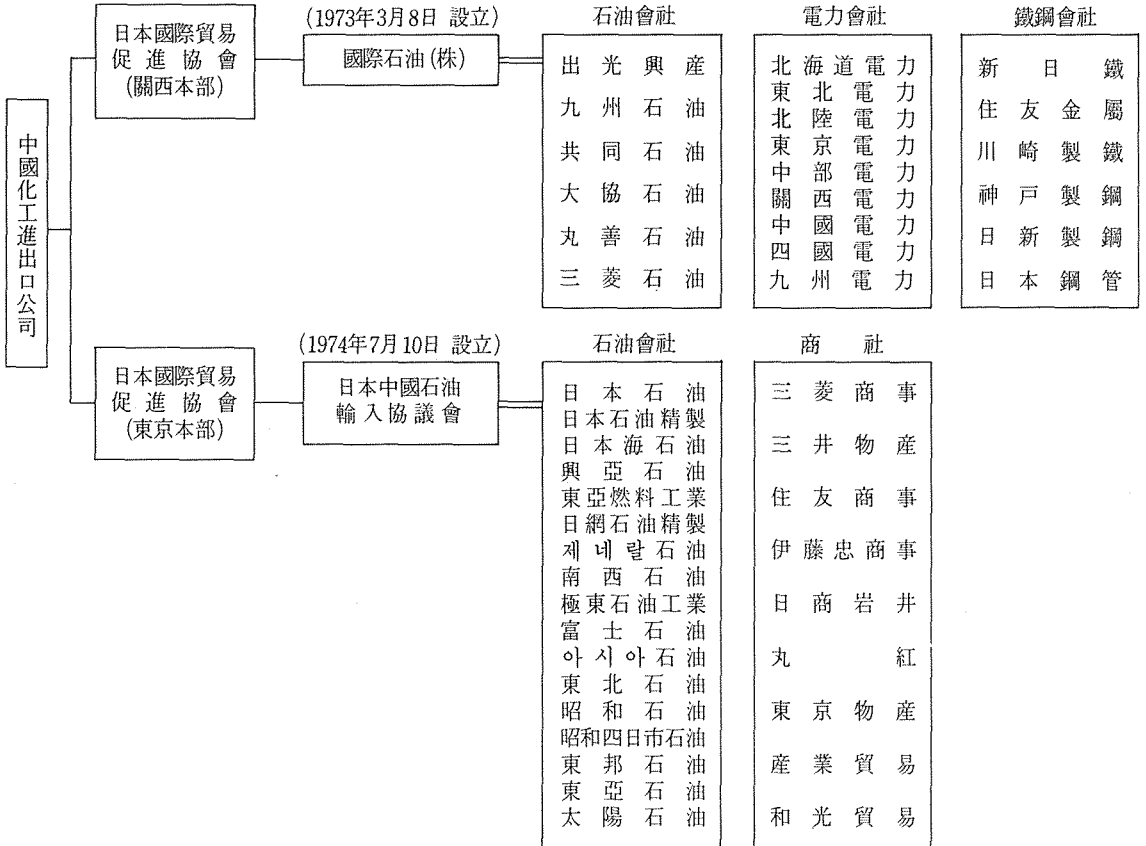 中國化工進出口公司
日本國際貿易
促進協會
(關西本部)
(1973年3月8日 設立)
國際石油(株)
石油會社
出光興産
九州石油
共同石油
大協石油
丸善石油
三菱石油
電力會社
北海道電力
東北電力
北陸電力
東京電力
中部電力
關西電力
中國電力
四國電力
九州電力
鐵鋼會社
新日鐵
住友金屬
川崎製鐵
神戸製鋼
日新製鋼
日本鋼管
日本國際貿易
促進協會
(東京本部)
(1974年7月10日 設立)
日本中國石油
輸入協議會
石油會社
日本石油
日本石油精製
日本海石油
興亞石油
東亞燃料工業
日網石油精製
제네랄石油
南西石油
極東石油工業
富士石油
아시아石油
東北石油
昭和石油
昭和四日市石油
東邦石油
東亞石油
太陽石油
商社
三菱商事
三井物産
住友商事
伊藤忠商事
日商岩井
丸紅
東京物産
産業貿易
和光貿易